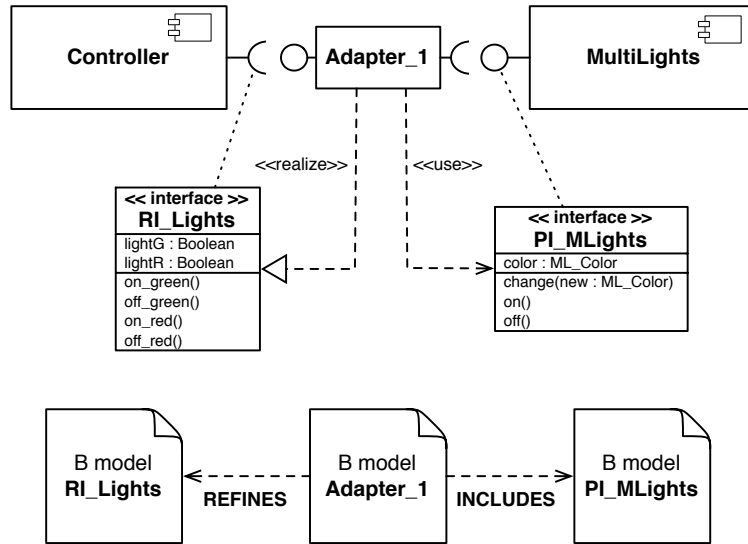 Controller
Adapter_1
MultiLights
<<realize>>
<<use>>
<< interface >>
RI_Lights
lightG : Boolean
lightR : Boolean
on_green()
off_green()
on_red()
off_red()
<< interface >>
PI_MLights
color : ML_Color
change(new : ML_Color)
on()
off()
B model
RI_Lights
REFINES
B model
Adapter_1
INCLUDES
B model
PI_MLights